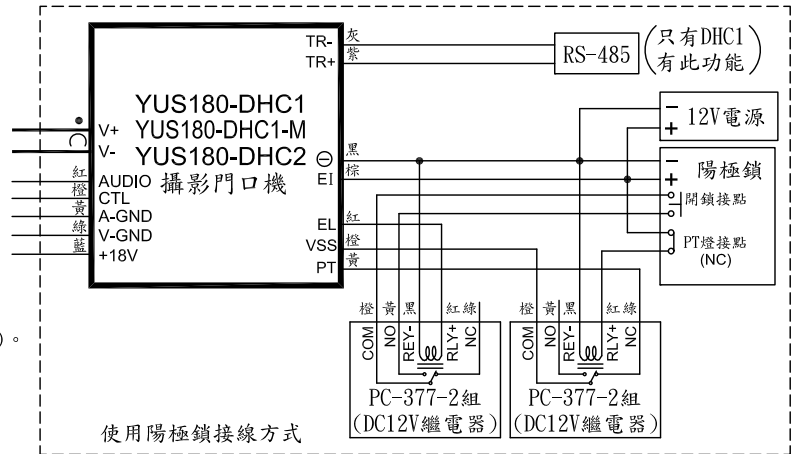 TR- 灰
TR+ 紫
RS-485
(只有DHC1
有此功能)
YUS180-DHC1
YUS180-DHC1-M
YUS180-DHC2
攝影門口機
C
V+
V-
紅 AUDIO
橙 CTL
黃 A-GND
綠 V-GND
藍 +18V
⊖ 黑
EI 棕
EL 紅
VSS 橙
PT 黃
- 12V電源
+
- 陽極鎖
+
開鎖接點
PT燈接點
(NC)
橙 黃 黑 紅 綠
COM NO REY- RLY+ NC
PC-377-2組
(DC12V繼電器)
橙 黃 黑 紅 綠
COM NO REY- RLY+ NC
PC-377-2組
(DC12V繼電器)
)。
使用陽極鎖接線方式